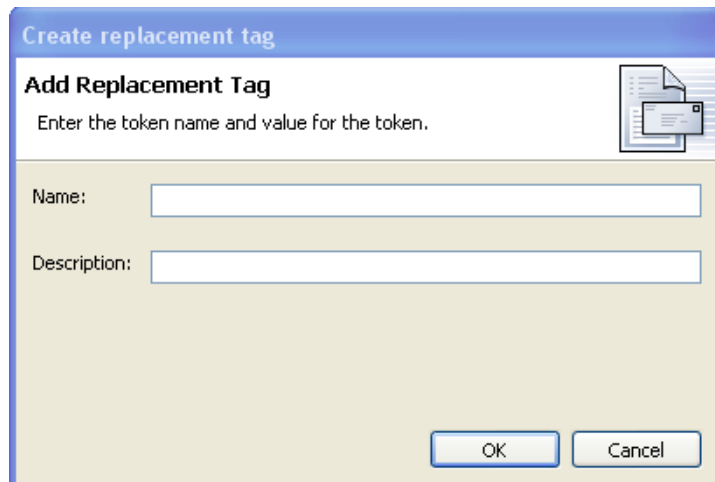 Create replacement tag
Add Replacement Tag
Enter the token name and value for the token.
Name:
Description:
OK Cancel